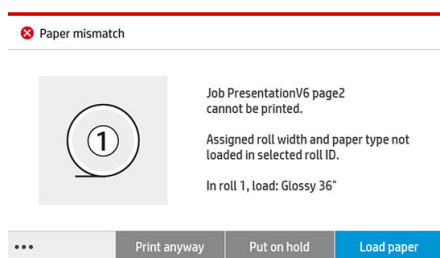 Paper mismatch
Job PresentationV6 page2
cannot be printed.
Assigned roll width and paper type not
loaded in selected roll ID.
In roll 1, load: Glossy 36"
1
Print anyway
Put on hold
Load paper